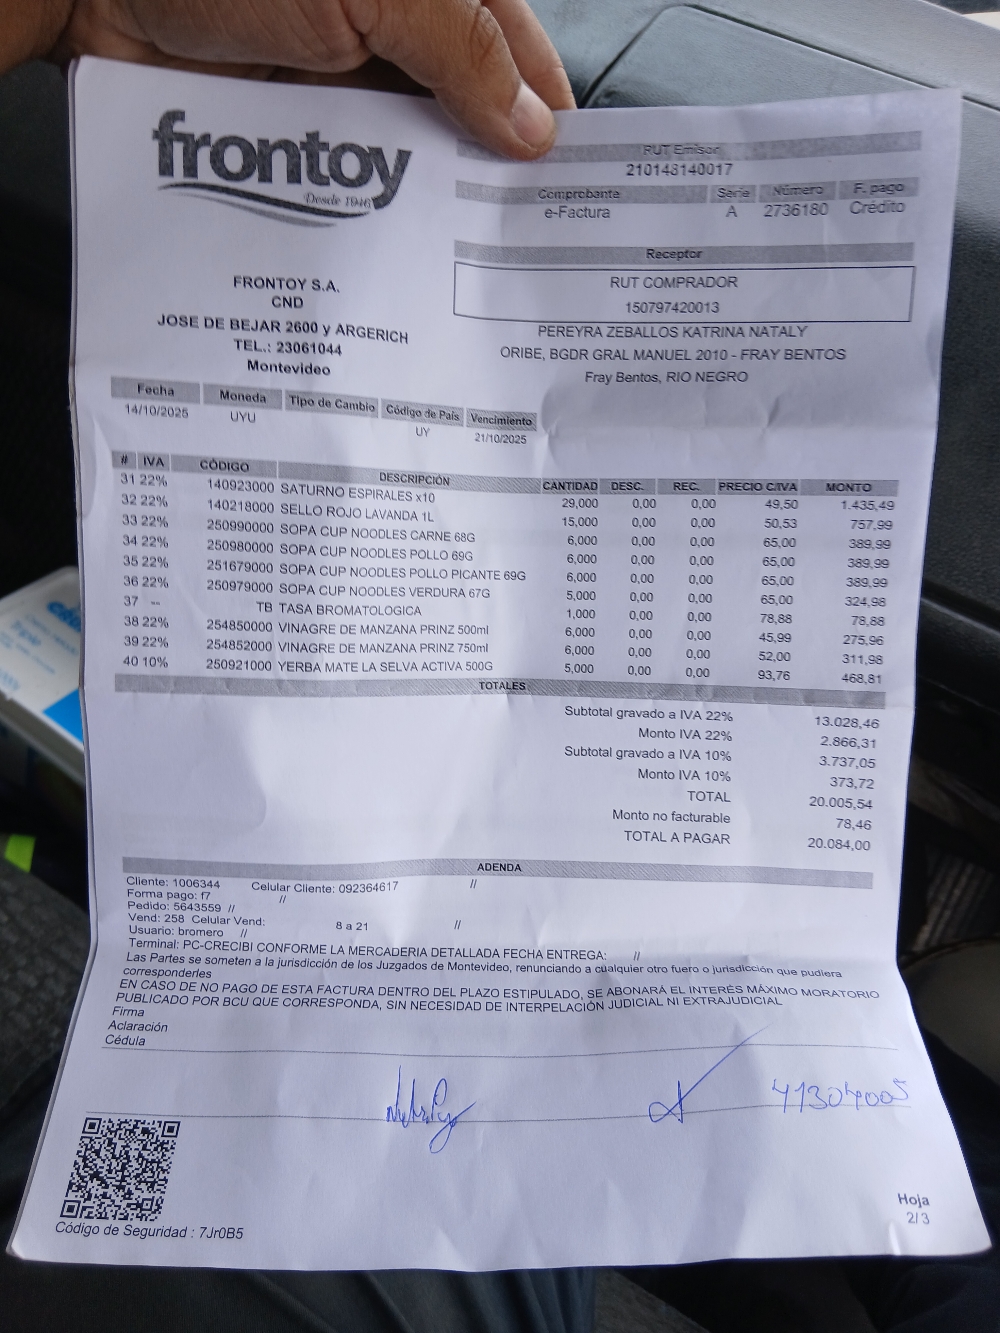 frontoy
Desde 1946
RUT Emisor
210148140017
Comprobante Serie Número F. pago
e-Factura A 2736180 Crédito
Receptor
RUT COMPRADOR
150797420013
PEREYRA ZEBALLOS KATRINA NATALY
ORIBE, BGDR GRAL MANUEL 2010 - FRAY BENTOS
Fray Bentos, RIO NEGRO
FRONTOY S.A.
CND
JOSE DE BEJAR 2600 y ARGERICH
TEL.: 23061044
Montevideo
Fecha Moneda Tipo de Cambio Código de País Vencimiento
14/10/2025 UYU UY 21/10/2025
# IVA CÓDIGO DESCRIPCIÓN CANTIDAD DESC. REC. PRECIO C/IVA MONTO
31 22% 140923000 SATURNO ESPIRALES x10 29,000 0,00 0,00 49,50 1.435,49
32 22% 140218000 SELLO ROJO LAVANDA 1L 15,000 0,00 0,00 50,53 757,99
33 22% 250990000 SOPA CUP NOODLES CARNE 68G 6,000 0,00 0,00 65,00 389,99
34 22% 250980000 SOPA CUP NOODLES POLLO 69G 6,000 0,00 0,00 65,00 389,99
35 22% 251679000 SOPA CUP NOODLES POLLO PICANTE 69G 6,000 0,00 0,00 65,00 389,99
36 22% 250979000 SOPA CUP NOODLES VERDURA 67G 5,000 0,00 0,00 65,00 324,98
37 -- TB TASA BROMATOLOGICA 1,000 0,00 0,00 78,88 78,88
38 22% 254850000 VINAGRE DE MANZANA PRINZ 500ml 6,000 0,00 0,00 45,99 275,96
39 22% 254852000 VINAGRE DE MANZANA PRINZ 750ml 6,000 0,00 0,00 52,00 311,98
40 10% 250921000 YERBA MATE LA SELVA ACTIVA 500G 5,000 0,00 0,00 93,76 468,81
TOTALES
Subtotal gravado a IVA 22% 13.028,46
Monto IVA 22% 2.866,31
Subtotal gravado a IVA 10% 3.737,05
Monto IVA 10% 373,72
TOTAL 20.005,54
Monto no facturable 78,46
TOTAL A PAGAR 20.084,00
ADENDA
Cliente: 1006344 Celular Cliente: 092364617 //
Forma pago: f7 //
Pedido: 5643559 //
Vend: 258 Celular Vend: 8 a 21 //
Usuario: bromero //
Terminal: PC-CRECIBI CONFORME LA MERCADERIA DETALLADA FECHA ENTREGA: //
Las Partes se someten a la jurisdicción de los Juzgados de Montevideo, renunciando a cualquier otro fuero o jurisdicción que pudiera
corresponderles
EN CASO DE NO PAGO DE ESTA FACTURA DENTRO DEL PLAZO ESTIPULADO, SE ABONARÁ EL INTERÉS MÁXIMO MORATORIO
PUBLICADO POR BCU QUE CORRESPONDA, SIN NECESIDAD DE INTERPELACIÓN JUDICIAL NI EXTRAJUDICIAL
Firma
Aclaración
Cédula
41304005
Código de Seguridad : 7Jr0B5
Hoja
2/3